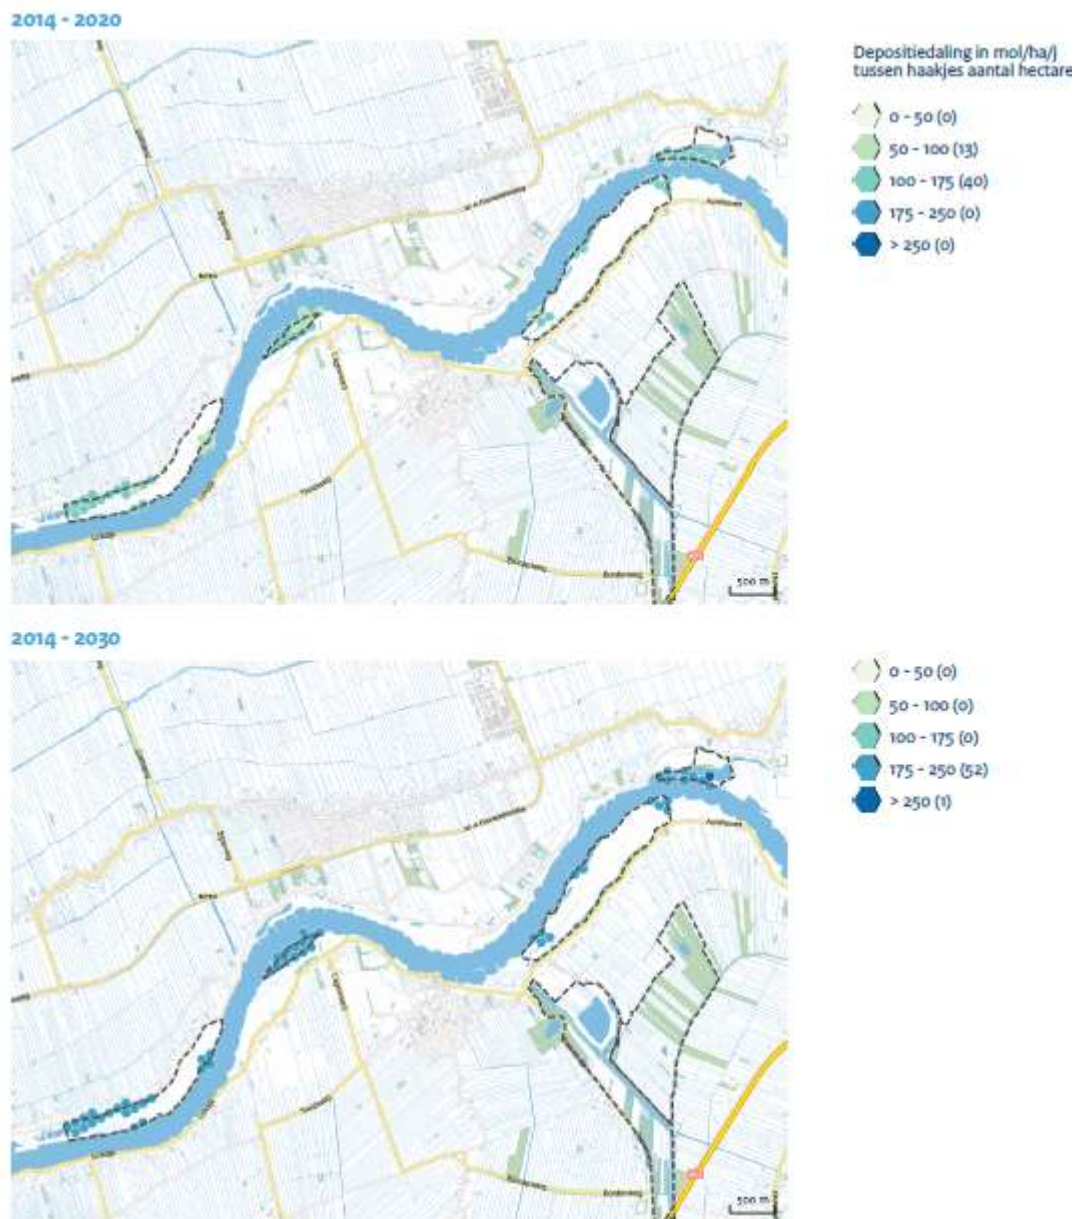 2014 - 2020
Depositiedaling in mol/ha/j
tussen haakjes aantal hectare
0 - 50 (0)
50 - 100 (13)
100 - 175 (40)
175 - 250 (0)
> 250 (0)
500 m
2014 - 2030
0 - 50 (0)
50 - 100 (0)
100 - 175 (0)
175 - 250 (52)
> 250 (1)
500 m